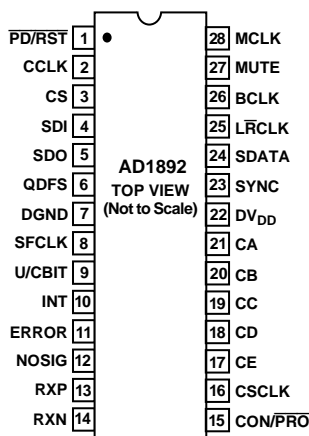 PD/RST 1
CCLK 2
CS 3
SDI 4
SDO 5
QDFS 6
DGND 7
SFCLK 8
U/CBIT 9
INT 10
ERROR 11
NOSIG 12
RXP 13
RXN 14
AD1892
TOP VIEW
(Not to Scale)
28 MCLK
27 MUTE
26 BCLK
25 LR̅CLK
24 SDATA
23 SYNC
22 DVDD
21 CA
20 CB
19 CC
18 CD
17 CE
16 CSCLK
15 CON/P̅R̅O̅